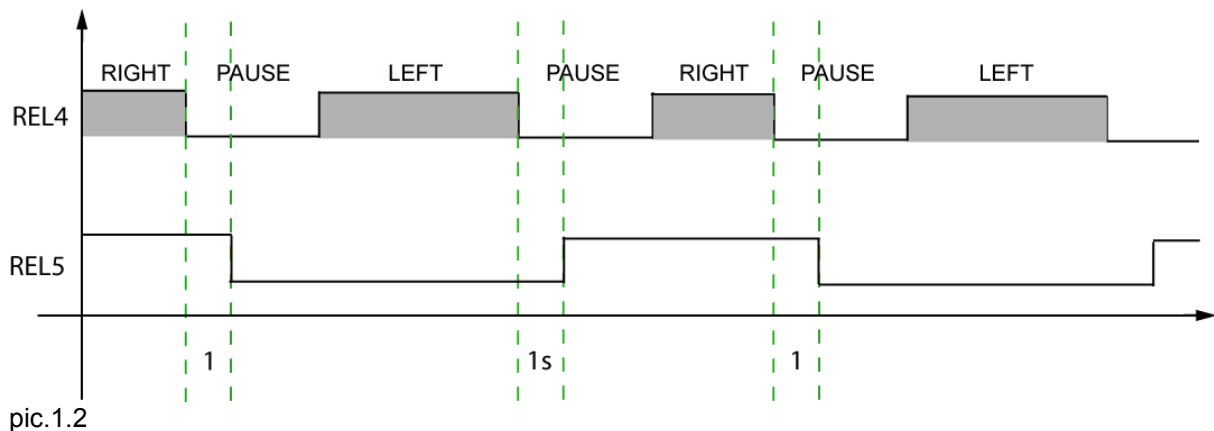 RIGHT PAUSE LEFT PAUSE RIGHT PAUSE LEFT
REL4
REL5
1 1s 1
pic.1.2